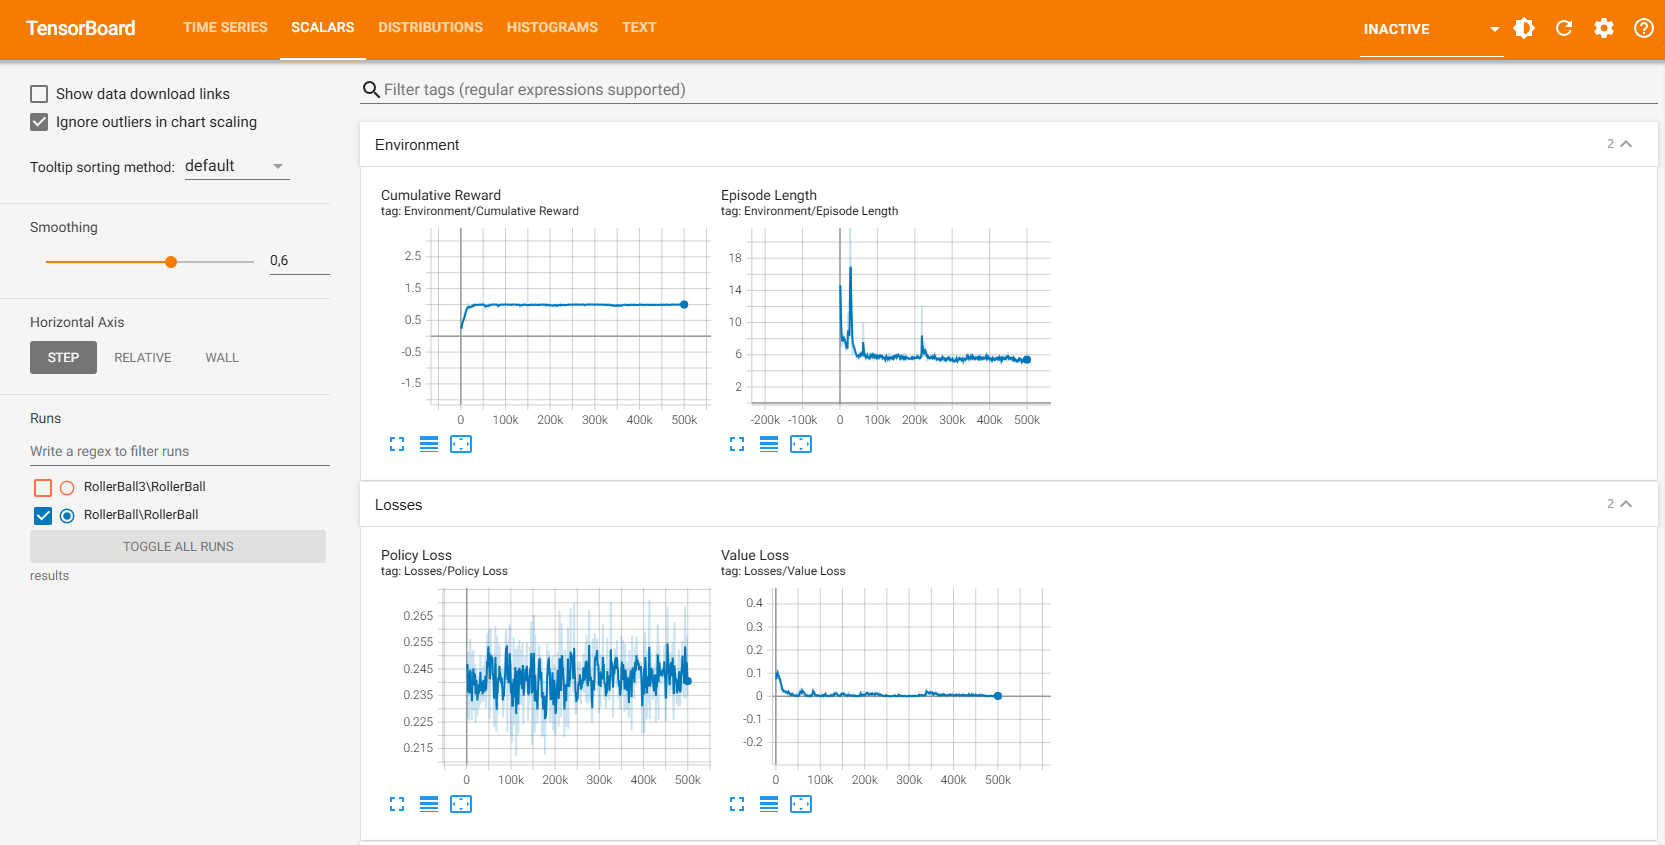 TensorBoard
TIME SERIES SCALARS DISTRIBUTIONS HISTOGRAMS TEXT
INACTIVE
Show data download links
Ignore outliers in chart scaling
Tooltip sorting method: default
Smoothing
0,6
Horizontal Axis
STEP RELATIVE WALL
Runs
Write a regex to filter runs
RollerBall3\RollerBall
RollerBall\RollerBall
TOGGLE ALL RUNS
results
Filter tags (regular expressions supported)
Environment 2
Cumulative Reward
tag: Environment/Cumulative Reward
2.5
1.5
0.5
-0.5
-1.5
0 100k 200k 300k 400k 500k
Episode Length
tag: Environment/Episode Length
18
14
10
6
2
-200k -100k 0 100k 200k 300k 400k 500k
Losses 2
Policy Loss
tag: Losses/Policy Loss
0.265
0.255
0.245
0.235
0.225
0.215
0 100k 200k 300k 400k 500k
Value Loss
tag: Losses/Value Loss
0.4
0.3
0.2
0.1
0
-0.1
-0.2
0 100k 200k 300k 400k 500k